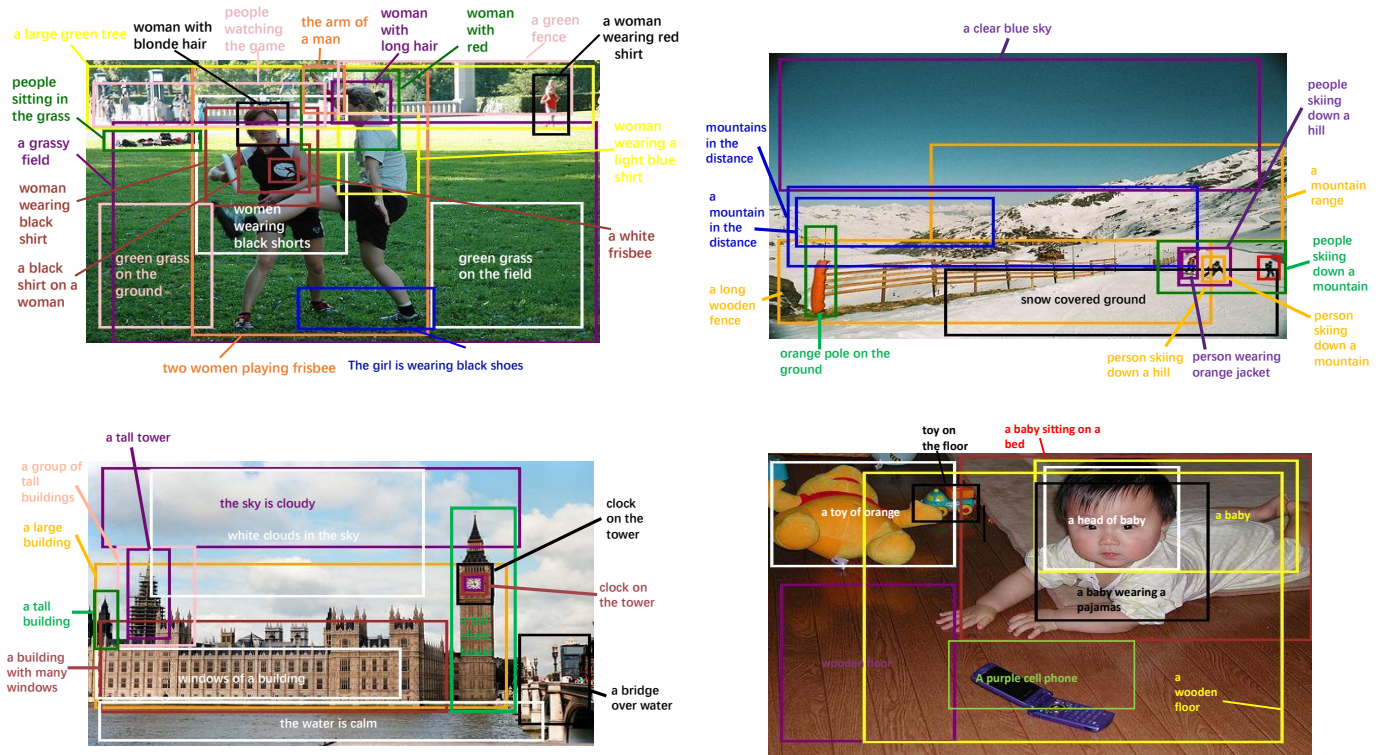 a large green tree
woman with
blonde hair
people
watching
the game
the arm of
a man
woman
with
long hair
woman
with
red
a green
fence
a woman
wearing red
shirt
people
sitting in
the grass
a grassy
field
woman
wearing
black
shirt
a black
shirt on a
woman
women
wearing
black shorts
green grass
on the
ground
green grass
on the field
woman
wearing a
light blue
shirt
a white
frisbee
two women playing frisbee
The girl is wearing black shoes
a clear blue sky
people
skiing
down a
hill
mountains
in the
distance
a
mountain
in the
distance
a
mountain
range
people
skiing
down a
mountain
a long
wooden
fence
snow covered ground
orange pole on the
ground
person skiing
down a hill
person wearing
orange jacket
person
skiing
down a
mountain
a tall tower
a group of
tall
buildings
a large
building
a tall
building
a building
with many
windows
the sky is cloudy
white clouds in the sky
clock
on the
tower
clock on
the tower
a tall
clock
tower
windows of a building
the water is calm
a bridge
over water
toy on
the floor
a baby sitting on a
bed
a toy of orange
a head of baby
a baby
a baby wearing a
pajamas
wooden floor
A purple cell phone
a
wooden
floor